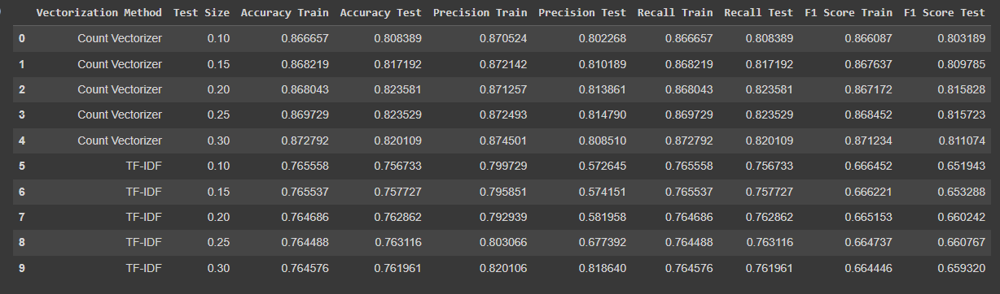 Vectorization Method Test Size Accuracy Train Accuracy Test Precision Train Precision Test Recall Train Recall Test F1 Score Train F1 Score Test
0 Count Vectorizer 0.10 0.866657 0.808389 0.870524 0.802268 0.866657 0.808389 0.866087 0.803189
1 Count Vectorizer 0.15 0.868219 0.817192 0.872142 0.810189 0.868219 0.817192 0.867637 0.809785
2 Count Vectorizer 0.20 0.868043 0.823581 0.871257 0.813861 0.868043 0.823581 0.867172 0.815828
3 Count Vectorizer 0.25 0.869729 0.823529 0.872493 0.814790 0.869729 0.823529 0.868452 0.815723
4 Count Vectorizer 0.30 0.872792 0.820109 0.874501 0.808510 0.872792 0.820109 0.871234 0.811074
5 TF-IDF 0.10 0.765558 0.756733 0.799729 0.572645 0.765558 0.756733 0.666452 0.651943
6 TF-IDF 0.15 0.765537 0.757727 0.795851 0.574151 0.765537 0.757727 0.666221 0.653288
7 TF-IDF 0.20 0.764686 0.762862 0.792939 0.581958 0.764686 0.762862 0.665153 0.660242
8 TF-IDF 0.25 0.764488 0.763116 0.803066 0.677392 0.764488 0.763116 0.664737 0.660767
9 TF-IDF 0.30 0.764576 0.761961 0.820106 0.818640 0.764576 0.761961 0.664446 0.659320